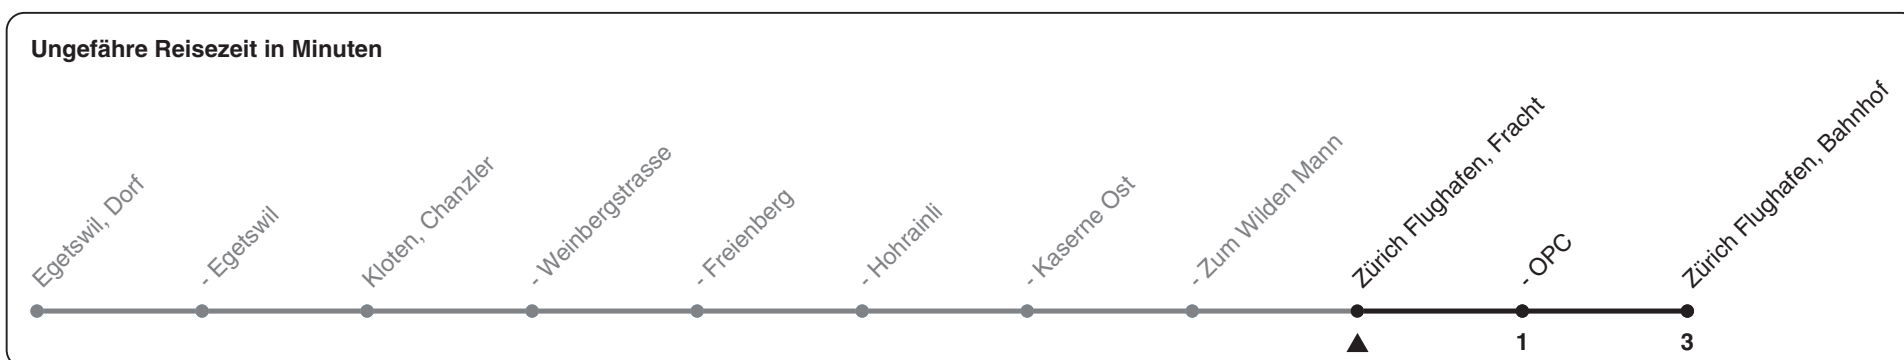 Ungefähre Reisezeit in Minuten
Egetswil, Dorf
- Egetswil
Kloten, Chanzler
- Weinbergstrasse
- Freienberg
- Hohrainli
- Kaserne Ost
- Zum Wilden Mann
Zürich Flughafen, Fracht
- OPC
Zürich Flughafen, Bahnhof
1
3